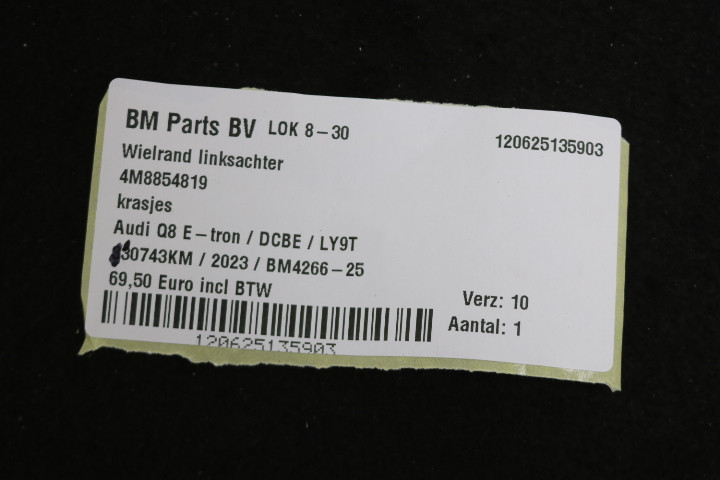 BM Parts BV LOK 8-30
120625135903
Wielrand linksachter
4M8854819
krasjes
Audi Q8 E-tron / DCBE / LY9T
30743KM / 2023 / BM4266-25
69,50 Euro incl BTW
Verz: 10
Aantal: 1
120625135903